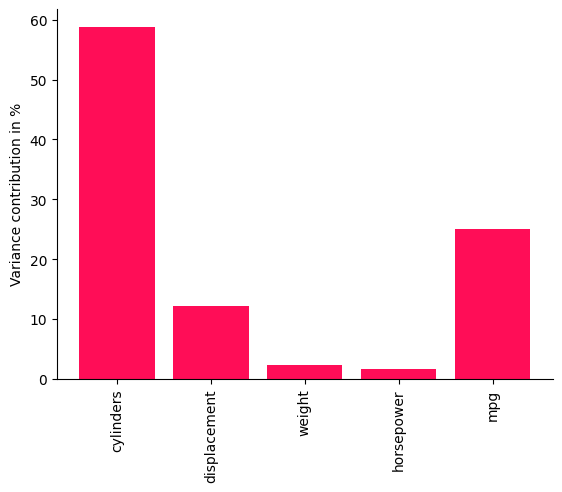 Variance contribution in %
60
50
40
30
20
10
0
cylinders
displacement
weight
horsepower
mpg